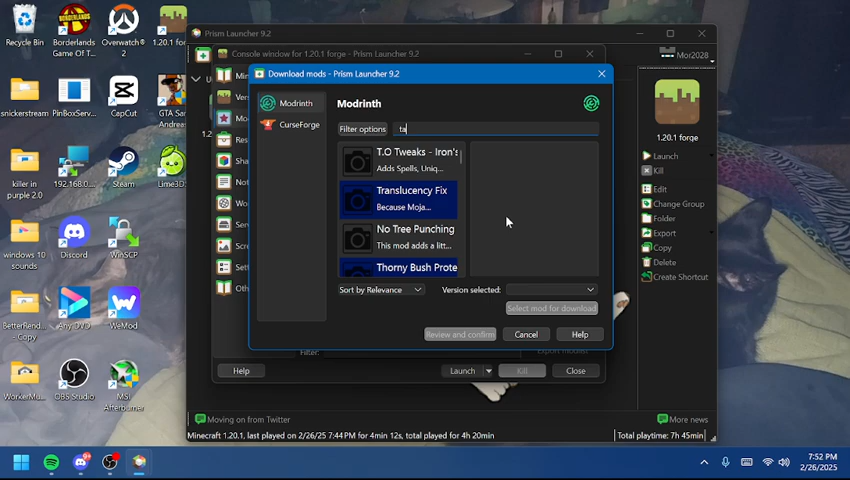 Recycle Bin
Borderlands
Game Of T...
Overwatch®
2
1.20.1 forge
snickerstream
PinBoxServ...
CapCut
GTA San
Andreas
killer in
purple 2.0
192.168.0...
Steam
Lime3D...
windows 10
sounds
Discord
WinSCP
BetterRend...
- Copy
Any DVD
WeMod
WorkerMu...
OBS Studio
MSI
Afterburner
Prism Launcher 9.2
Console window for 1.20.1 forge - Prism Launcher 9.2
Mor2028
Download mods - Prism Launcher 9.2
Modrinth
CurseForge
Modrinth
Filter options
ta
T.O Tweaks - Iron's
Adds Spells, Uniq...
Translucency Fix
Because Moja...
No Tree Punching
This mod adds a litt...
Thorny Bush Prote
Sort by Relevance
Version selected:
Select mod for download
Review and confirm
Cancel
Help
Filter:
Help
Launch
Kill
Close
1.20.1 forge
Launch
Kill
Edit
Change Group
Folder
Export
Copy
Delete
Create Shortcut
Moving on from Twitter
More news
Minecraft 1.20.1, last played on 2/26/25 7:44 PM for 4min 12s, total played for 4h 20min
Total playtime: 7h 45min
7:52 PM
2/26/2025